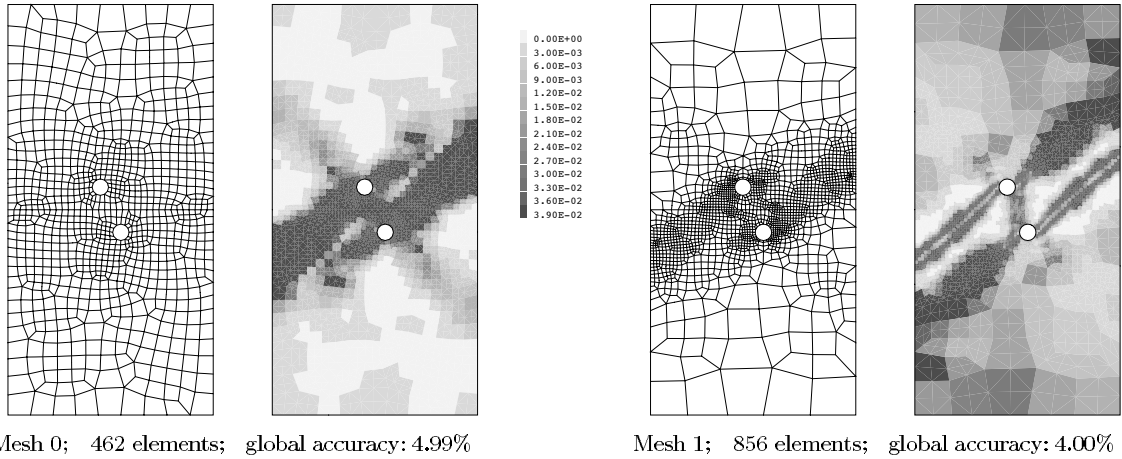 0.00E+00
3.00E-03
6.00E-03
9.00E-03
1.20E-02
1.50E-02
1.80E-02
2.10E-02
2.40E-02
2.70E-02
3.00E-02
3.30E-02
3.60E-02
3.90E-02
Mesh 0; 462 elements; global accuracy: 4.99%
Mesh 1; 856 elements; global accuracy: 4.00%